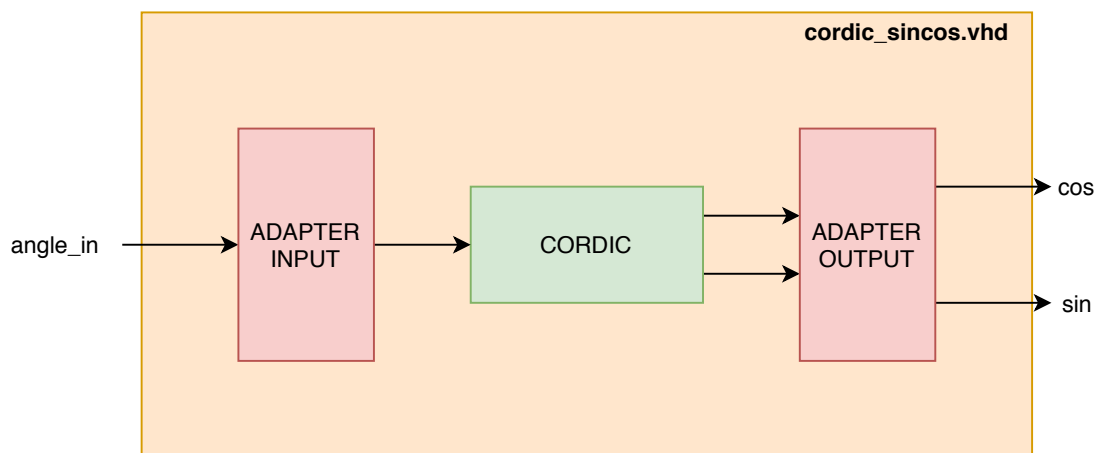 cordic_sincos.vhd
angle_in
ADAPTER
INPUT
CORDIC
ADAPTER
OUTPUT
cos
sin